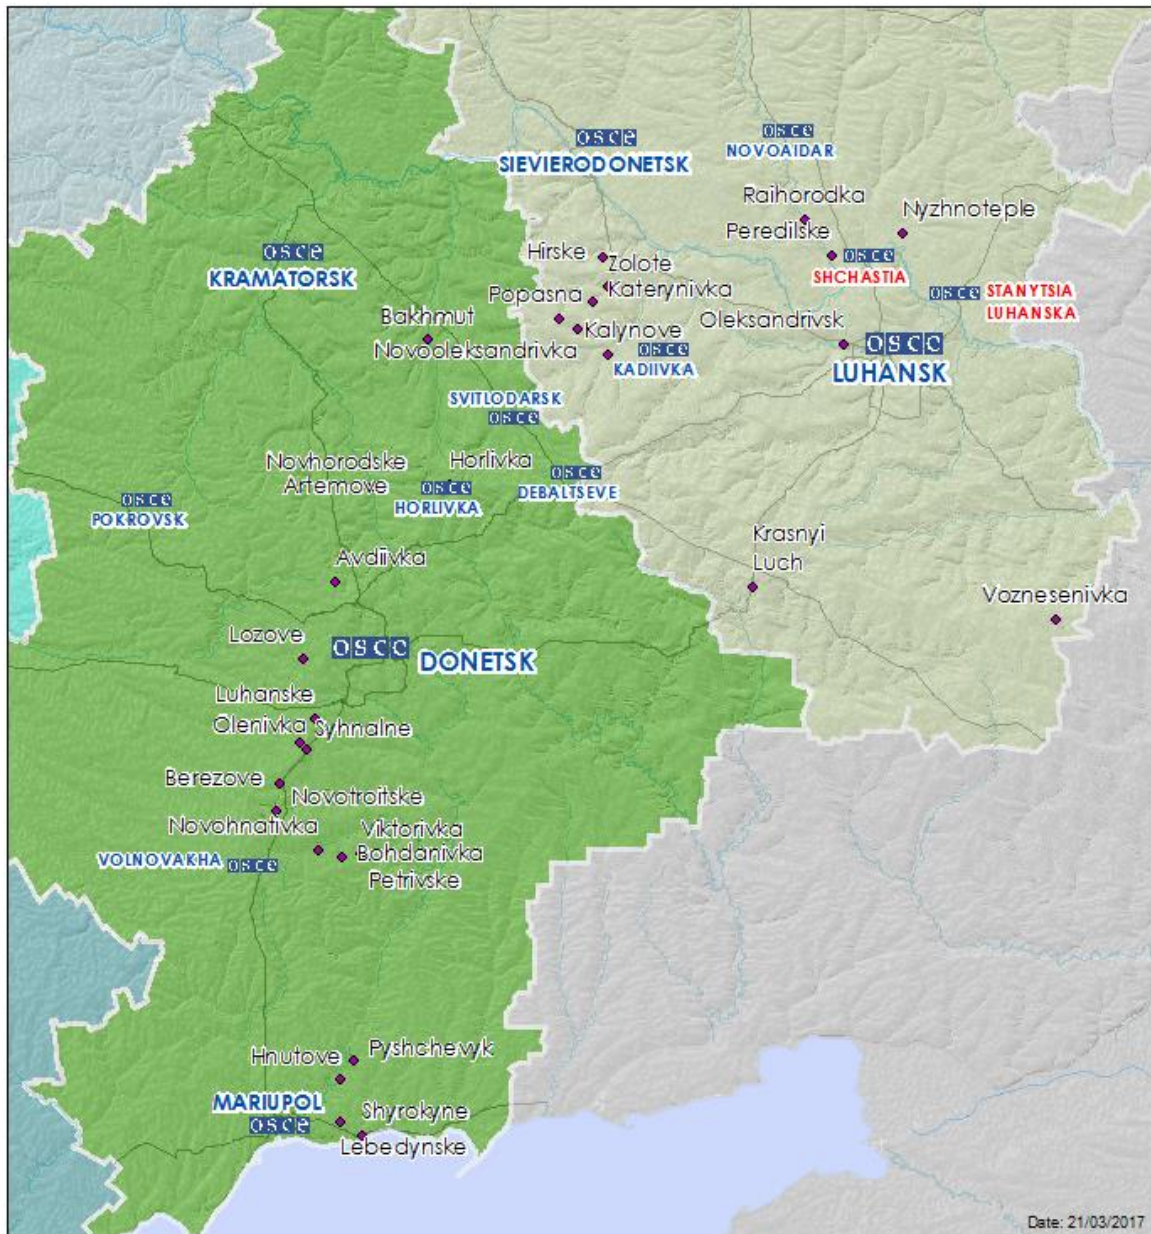 osce
SIEVIERODONETSK
osce
NOVOAIDAR
Raihorodka
Nyzhnoteple
Peredilske
osce
SHCHASTIA
osce
KRAMATORSK
Hirske
Zolote
Katerynivka
Popasna
osce
STANYTSIA
LUHANSKA
Bakhmut
Kalynove
Novooleksandrivka
Oleksandrivsk
osce
KADIIVKA
osce
LUHANSK
SVITLODARSK
osce
Novhorodske
Artemove
Horlivka
osce
HORLIVKA
osce
DEBALTSEVE
osce
POKROVSK
Krasnyi
Luch
Avdiivka
Voznesenivka
Lozove
osce
DONETSK
Luhanske
Olenivka
Syhnalne
Berezove
Novotroitske
Novohnativka
Viktorivka
Bohdanivka
Petrivske
VOLNOVAKHA
osce
Hnutove
Pyshchevyk
MARIUPOL
osce
Shyrokyne
Lebedynske
Date: 21/03/2017